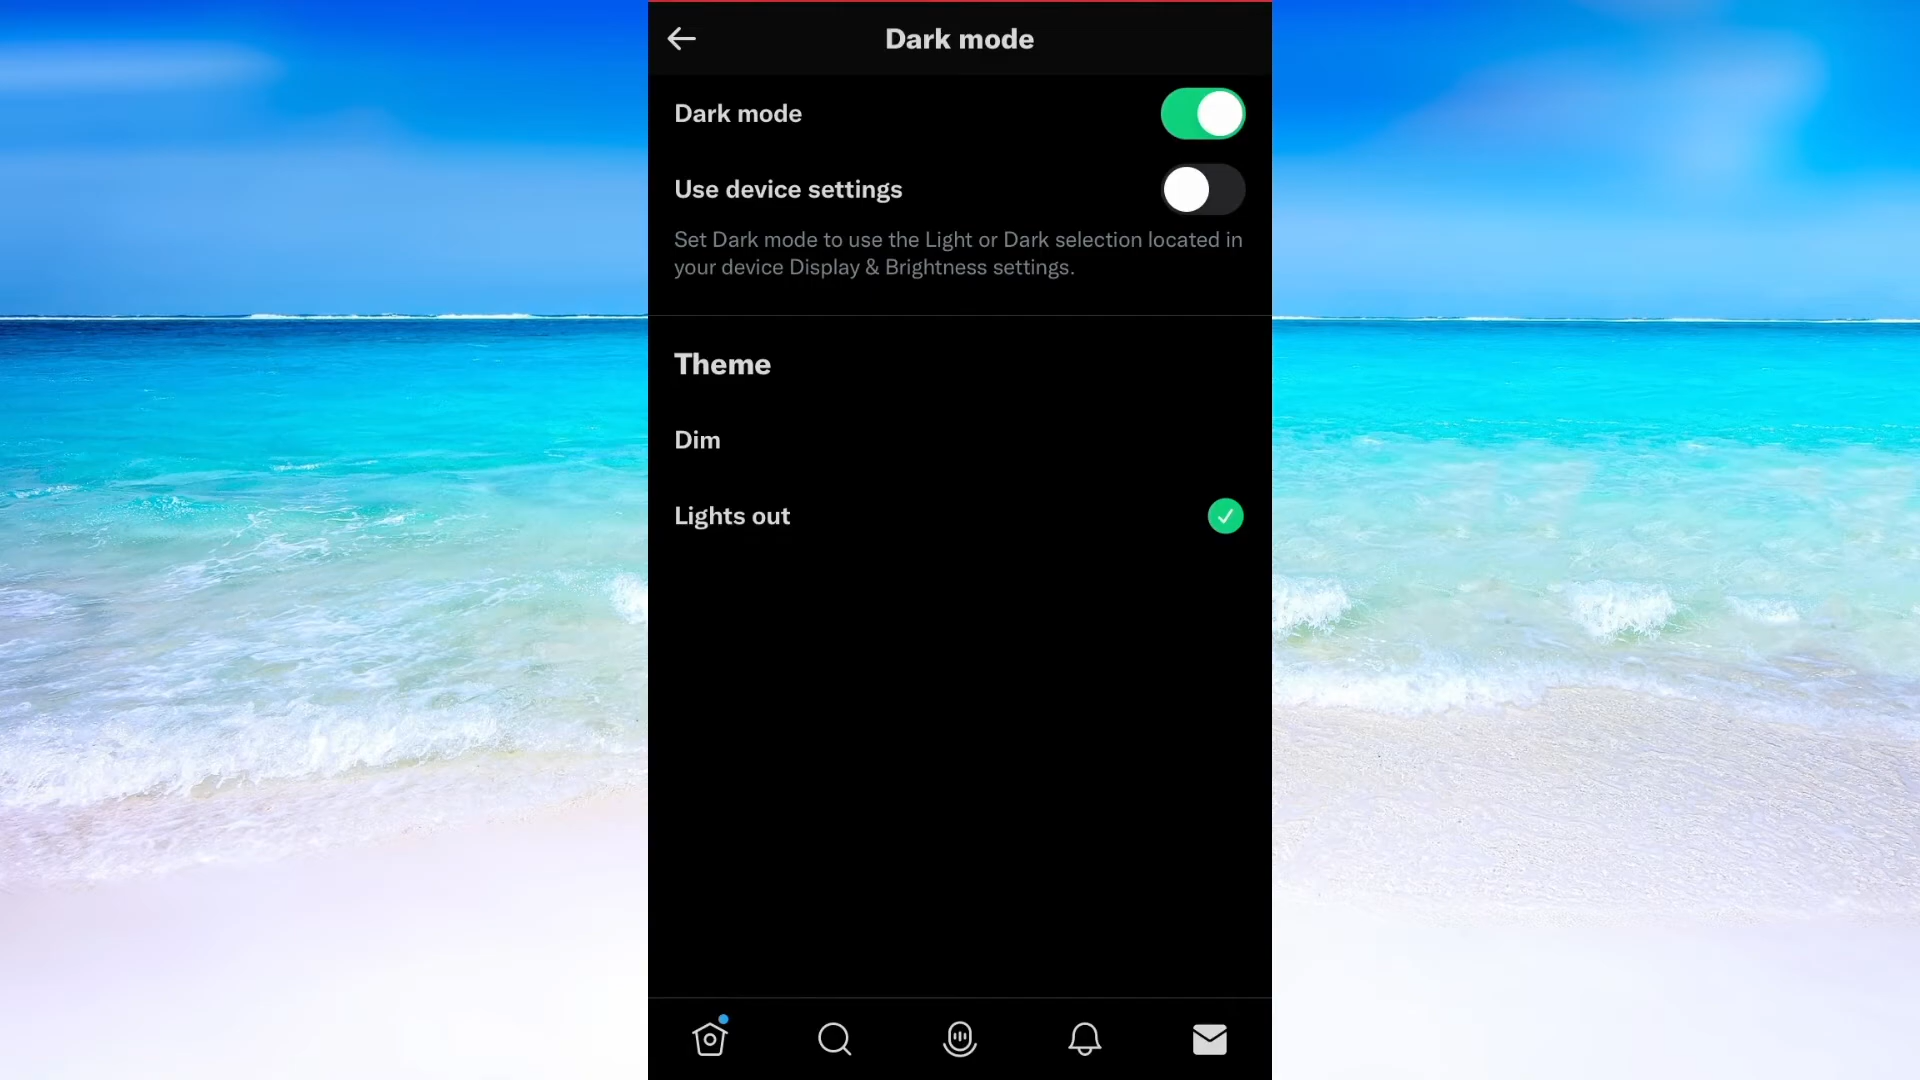 Dark mode
Dark mode
Use device settings
Set Dark mode to use the Light or Dark selection located in
your device Display & Brightness settings.
Theme
Dim
Lights out